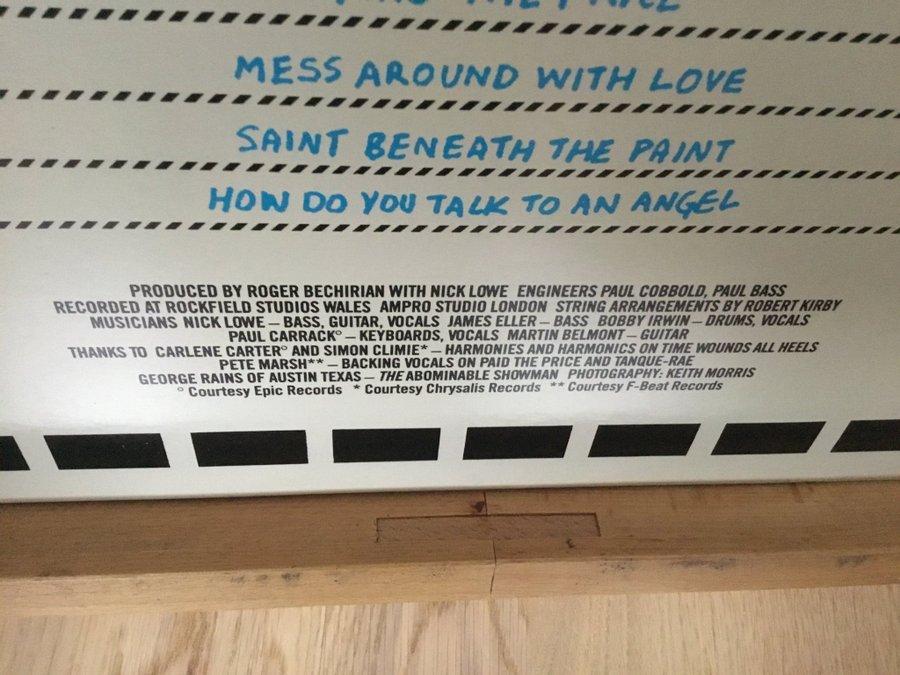 THE PRICE
MESS AROUND WITH LOVE
SAINT BENEATH THE PAINT
HOW DO YOU TALK TO AN ANGEL
PRODUCED BY ROGER BECHIRIAN WITH NICK LOWE ENGINEERS PAUL COBBOLD, PAUL BASS
RECORDED AT ROCKFIELD STUDIOS WALES AMPRO STUDIO LONDON STRING ARRANGEMENTS BY ROBERT KIRBY
MUSICIANS NICK LOWE – BASS, GUITAR, VOCALS JAMES ELLER – BASS BOBBY IRWIN – DRUMS, VOCALS
PAUL CARRACK° – KEYBOARDS, VOCALS MARTIN BELMONT – GUITAR
THANKS TO CARLENE CARTER° AND SIMON CLIMIE* – HARMONIES AND HARMONICS ON TIME WOUNDS ALL HEELS
PETE MARSH** – BACKING VOCALS ON PAID THE PRICE AND TANQUE-RAE
GEORGE RAINS OF AUSTIN TEXAS – THE ABOMINABLE SHOWMAN PHOTOGRAPHY: KEITH MORRIS
° Courtesy Epic Records * Courtesy Chrysalis Records ** Courtesy F-Beat Records